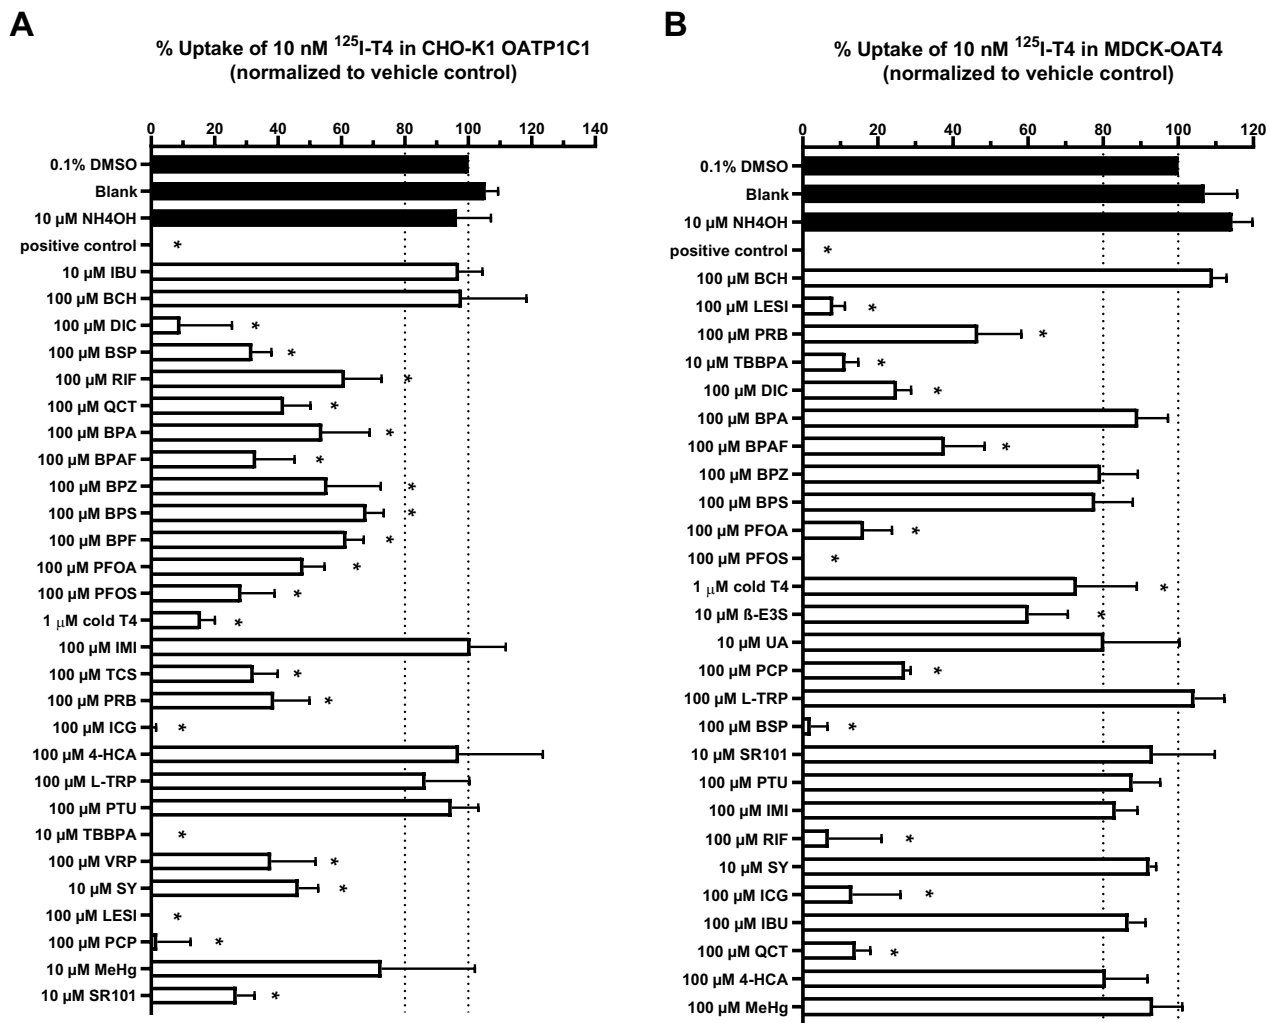 A
% Uptake of 10 nM ¹²⁵I-T4 in CHO-K1 OATP1C1
(normalized to vehicle control)
0 20 40 60 80 100 120 140
0.1% DMSO
Blank
10 µM NH4OH
positive control *
10 µM IBU
100 µM BCH
100 µM DIC *
100 µM BSP *
100 µM RIF *
100 µM QCT *
100 µM BPA *
100 µM BPAF *
100 µM BPZ *
100 µM BPS *
100 µM BPF *
100 µM PFOA *
100 µM PFOS *
1 µM cold T4 *
100 µM IMI
100 µM TCS *
100 µM PRB *
100 µM ICG *
100 µM 4-HCA
100 µM L-TRP
100 µM PTU
10 µM TBBPA *
100 µM VRP *
10 µM SY *
100 µM LESI *
100 µM PCP *
10 µM MeHg
10 µM SR101 *
B
% Uptake of 10 nM ¹²⁵I-T4 in MDCK-OAT4
(normalized to vehicle control)
0 20 40 60 80 100 120
0.1% DMSO
Blank
10 µM NH4OH
positive control *
100 µM BCH
100 µM LESI *
100 µM PRB *
10 µM TBBPA *
100 µM DIC *
100 µM BPA
100 µM BPAF *
100 µM BPZ
100 µM BPS
100 µM PFOA *
100 µM PFOS *
1 µM cold T4 *
10 µM ß-E3S *
10 µM UA
100 µM PCP *
100 µM L-TRP
100 µM BSP *
10 µM SR101
100 µM PTU
100 µM IMI
100 µM RIF *
10 µM SY
100 µM ICG *
100 µM IBU
100 µM QCT *
100 µM 4-HCA
100 µM MeHg